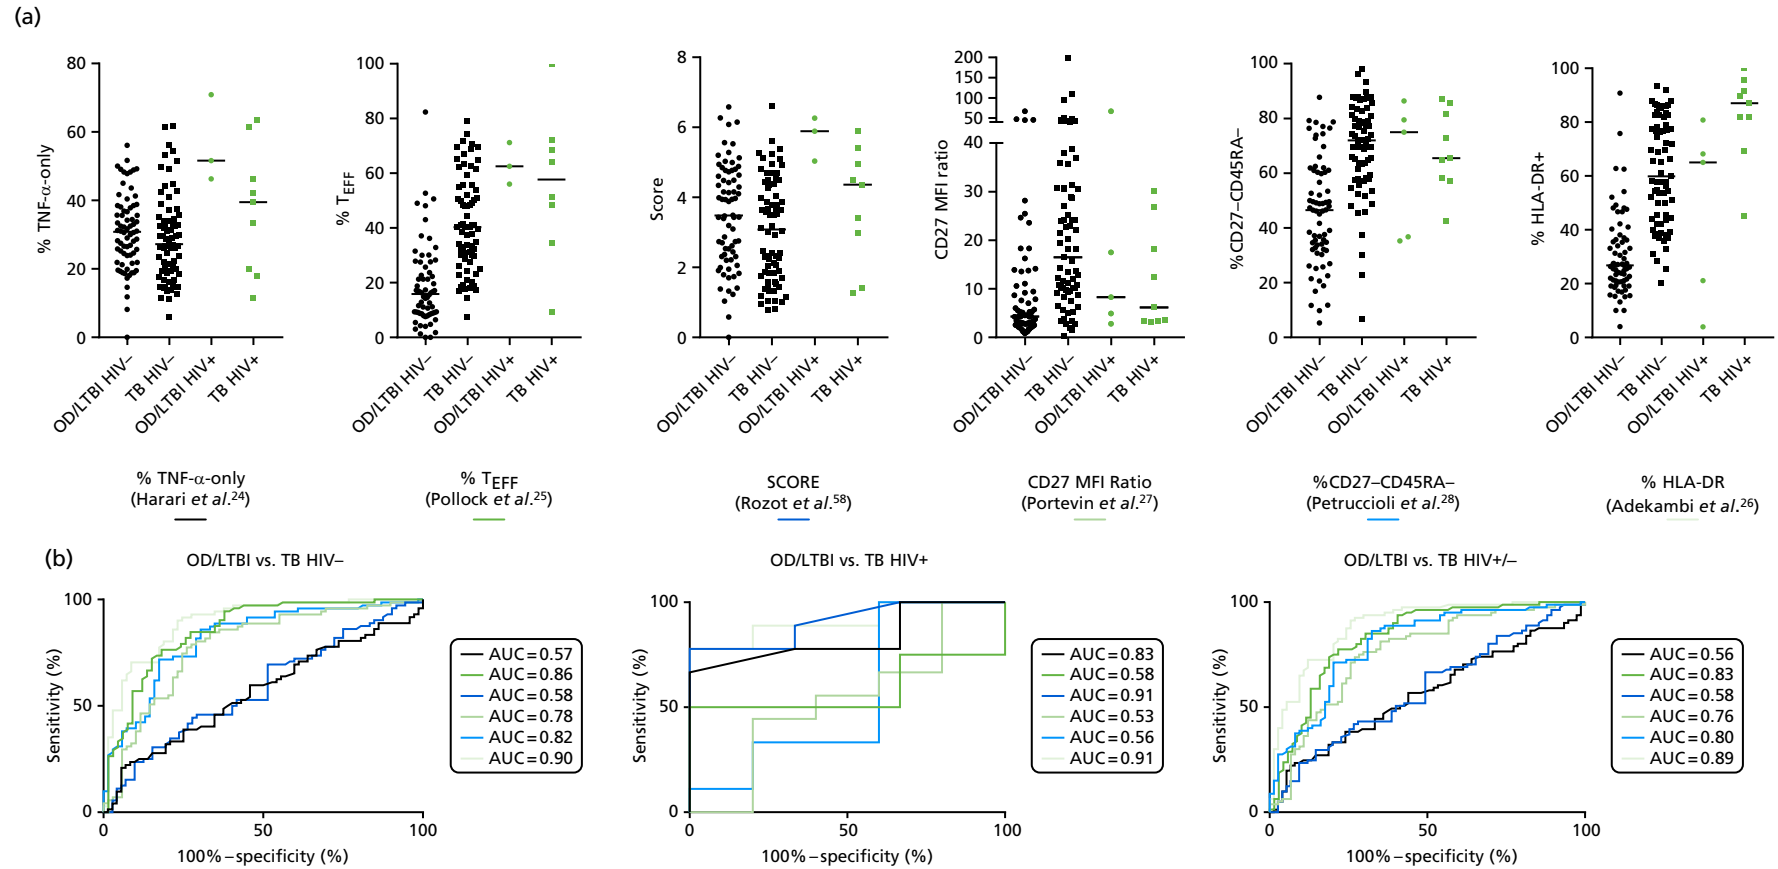 (a)
% TNF-α-only
80
60
40
20
0
OD/LTBI HIV–
TB HIV–
OD/LTBI HIV+
TB HIV+
% TEFF
100
80
60
40
20
0
OD/LTBI HIV–
TB HIV–
OD/LTBI HIV+
TB HIV+
Score
8
6
4
2
0
OD/LTBI HIV–
TB HIV–
OD/LTBI HIV+
TB HIV+
CD27 MFI ratio
200
150
100
50
40
30
20
10
0
OD/LTBI HIV–
TB HIV–
OD/LTBI HIV+
TB HIV+
%CD27–CD45RA–
100
80
60
40
20
0
OD/LTBI HIV–
TB HIV–
OD/LTBI HIV+
TB HIV+
% HLA-DR+
100
80
60
40
20
0
OD/LTBI HIV–
TB HIV–
OD/LTBI HIV+
TB HIV+
% TNF-α-only
(Harari et al.24)
% TEFF
(Pollock et al.25)
SCORE
(Rozot et al.58)
CD27 MFI Ratio
(Portevin et al.27)
%CD27–CD45RA–
(Petruccioli et al.28)
% HLA-DR
(Adekambi et al.26)
(b)
OD/LTBI vs. TB HIV–
Sensitivity (%)
100
50
0
0
50
100
100% – specificity (%)
AUC = 0.57
AUC = 0.86
AUC = 0.58
AUC = 0.78
AUC = 0.82
AUC = 0.90
OD/LTBI vs. TB HIV+
Sensitivity (%)
100
50
0
0
50
100
100% – specificity (%)
AUC = 0.83
AUC = 0.58
AUC = 0.91
AUC = 0.53
AUC = 0.56
AUC = 0.91
OD/LTBI vs. TB HIV+/–
Sensitivity (%)
100
50
0
0
50
100
100% – specificity (%)
AUC = 0.56
AUC = 0.83
AUC = 0.58
AUC = 0.76
AUC = 0.80
AUC = 0.89